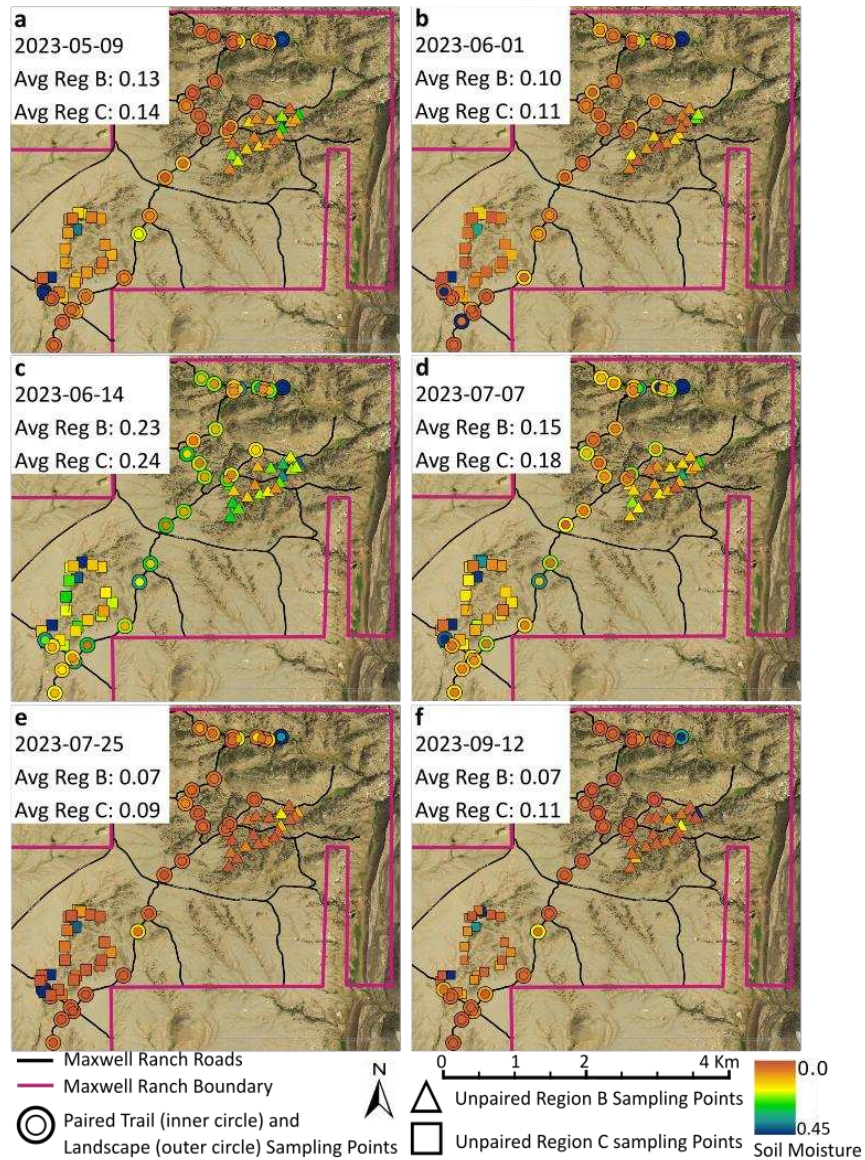 a
2023-05-09
Avg Reg B: 0.13
Avg Reg C: 0.14
b
2023-06-01
Avg Reg B: 0.10
Avg Reg C: 0.11
c
2023-06-14
Avg Reg B: 0.23
Avg Reg C: 0.24
d
2023-07-07
Avg Reg B: 0.15
Avg Reg C: 0.18
e
2023-07-25
Avg Reg B: 0.07
Avg Reg C: 0.09
f
2023-09-12
Avg Reg B: 0.07
Avg Reg C: 0.11
Maxwell Ranch Roads
Maxwell Ranch Boundary
Paired Trail (inner circle) and
Landscape (outer circle) Sampling Points
N
0 1 2 4 Km
Unpaired Region B Sampling Points
Unpaired Region C sampling Points
0.0
0.45
Soil Moisture